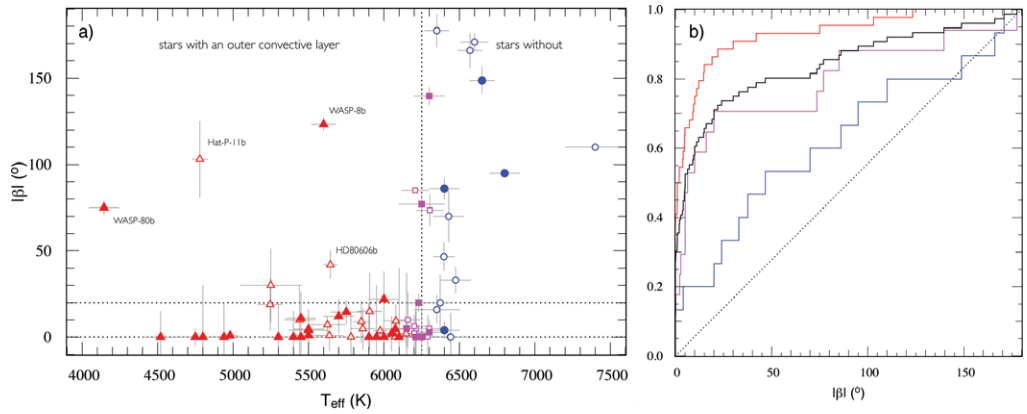 a)
stars with an outer convective layer
stars without
WASP-8b
Hat-P-11b
WASP-80b
HD80606b
150
100
50
0
|β| (º)
4000 4500 5000 5500 6000 6500 7000 7500
Teff (K)
b)
1.0
0.8
0.6
0.4
0.2
0.0
0 50 100 150
|β| (º)